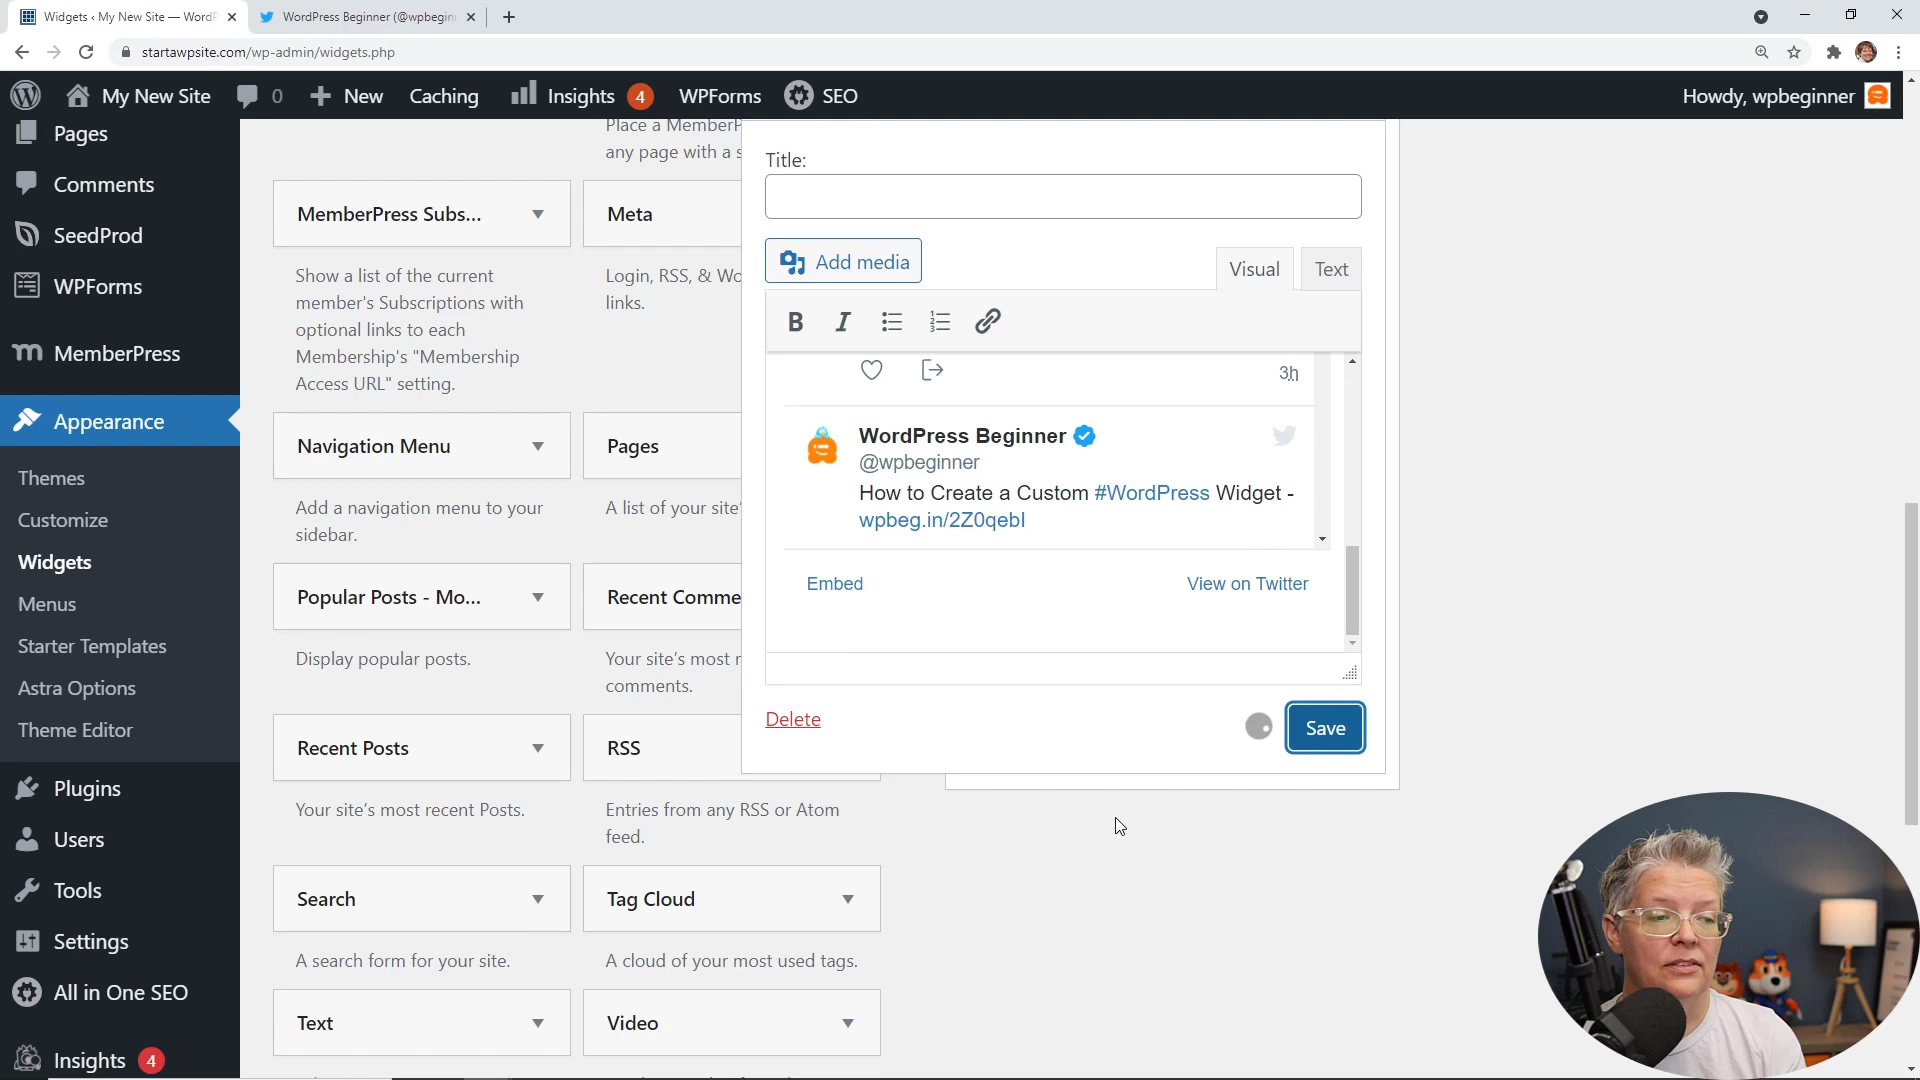 Widgets ‹ My New Site — WordP
WordPress Beginner (@wpbegin
startawpsite.com/wp-admin/widgets.php
My New Site
0
New
Caching
Insights
4
WPForms
SEO
Howdy, wpbeginner
Pages
Comments
SeedProd
WPForms
MemberPress
Appearance
Themes
Customize
Widgets
Menus
Starter Templates
Astra Options
Theme Editor
Plugins
Users
Tools
Settings
All in One SEO
Insights
4
Place a MemberP
any page with a s
MemberPress Subs...
Show a list of the current
member's Subscriptions with
optional links to each
Membership's "Membership
Access URL" setting.
Meta
Login, RSS, & Wo
links.
Navigation Menu
Add a navigation menu to your
sidebar.
Pages
A list of your site'
Popular Posts - Mo...
Display popular posts.
Recent Comme
Your site's most r
comments.
Recent Posts
Your site's most recent Posts.
RSS
Entries from any RSS or Atom
feed.
Search
A search form for your site.
Tag Cloud
A cloud of your most used tags.
Text
Video
Title:
Add media
Visual
Text
B
I
3h
WordPress Beginner
@wpbeginner
How to Create a Custom #WordPress Widget -
wpbeg.in/2Z0qebI
Embed
View on Twitter
Delete
Save